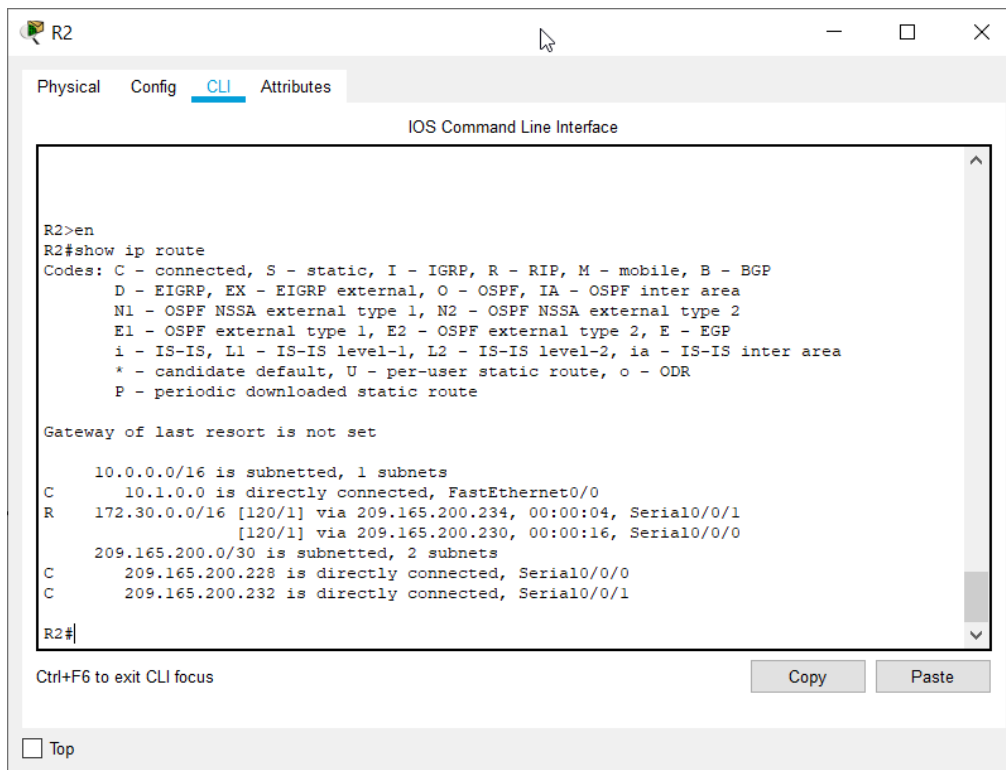 R2
Physical Config CLI Attributes
IOS Command Line Interface
R2>en
R2#show ip route
Codes: C - connected, S - static, I - IGRP, R - RIP, M - mobile, B - BGP
       D - EIGRP, EX - EIGRP external, O - OSPF, IA - OSPF inter area
       N1 - OSPF NSSA external type 1, N2 - OSPF NSSA external type 2
       E1 - OSPF external type 1, E2 - OSPF external type 2, E - EGP
       i - IS-IS, L1 - IS-IS level-1, L2 - IS-IS level-2, ia - IS-IS inter area
       * - candidate default, U - per-user static route, o - ODR
       P - periodic downloaded static route
Gateway of last resort is not set
     10.0.0.0/16 is subnetted, 1 subnets
C       10.1.0.0 is directly connected, FastEthernet0/0
R    172.30.0.0/16 [120/1] via 209.165.200.234, 00:00:04, Serial0/0/1
                   [120/1] via 209.165.200.230, 00:00:16, Serial0/0/0
     209.165.200.0/30 is subnetted, 2 subnets
C       209.165.200.228 is directly connected, Serial0/0/0
C       209.165.200.232 is directly connected, Serial0/0/1
R2#
Ctrl+F6 to exit CLI focus Copy Paste
Top